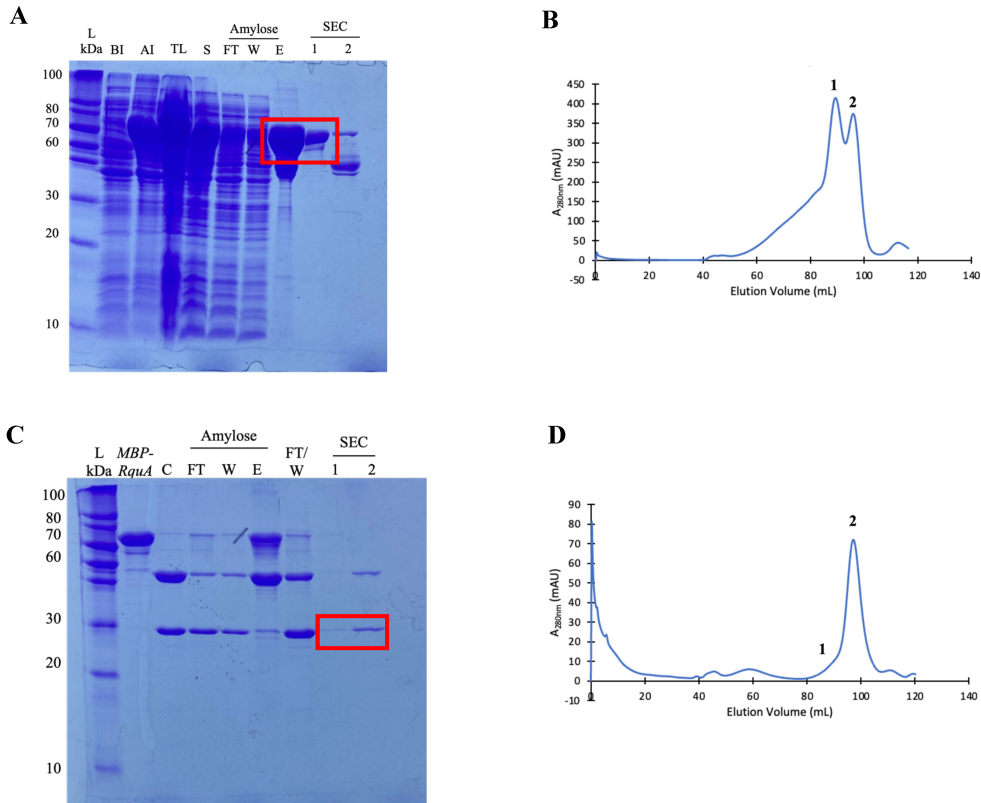 A
L
kDa BI AI TL S FT W E 1 2
Amylose
SEC
100
80
70
60
30
20
10
B
1
2
450
400
350
300
250
200
150
100
50
0
-50
0 20 40 60 80 100 120 140
A280nm (mAU)
Elution Volume (mL)
C
L
kDa
MBP-
RquA
C
Amylose
FT W E
FT/
W
SEC
1 2
100
80
70
60
30
20
10
D
1
2
90
80
70
60
50
40
30
20
10
0
-10
0 20 40 60 80 100 120 140
A280nm (mAU)
Elution Volume (mL)